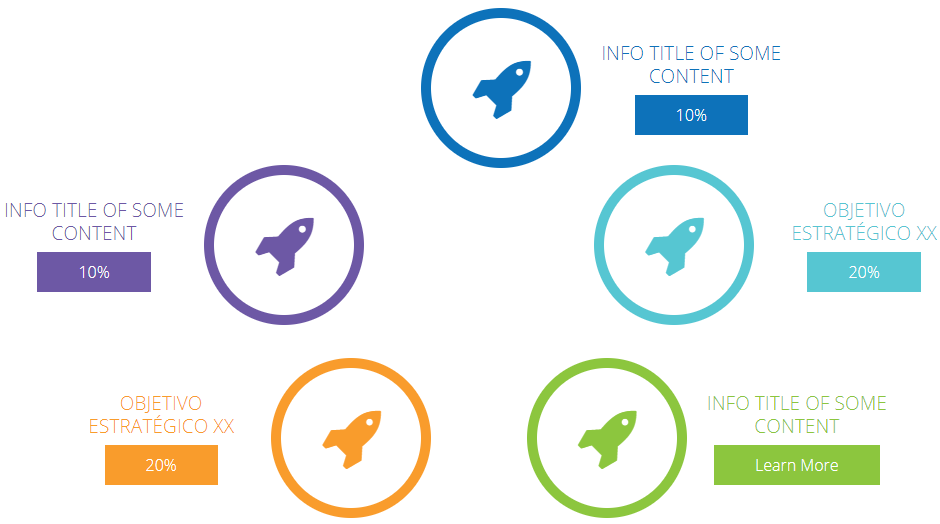 INFO TITLE OF SOME
CONTENT
10%
INFO TITLE OF SOME
CONTENT
10%
OBJETIVO
ESTRATÉGICO XX
20%
OBJETIVO
ESTRATÉGICO XX
20%
INFO TITLE OF SOME
CONTENT
Learn More